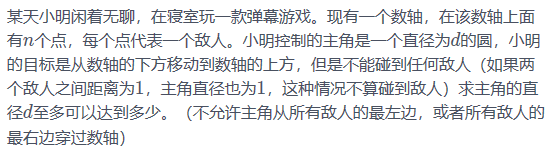 某天小明闲着无聊，在寝室玩一款弹幕游戏。现有一个数轴，在该数轴上面
有n个点，每个点代表一个敌人。小明控制的主角是一个直径为d的圆，小明
的目标是从数轴的下方移动到数轴的上方，但是不能碰到任何敌人（如果两
个敌人之间距离为1，主角直径也为1，这种情况不算碰到敌人）求主角的直
径d至多可以达到多少。（不允许主角从所有敌人的最左边，或者所有敌人的
最右边穿过数轴）